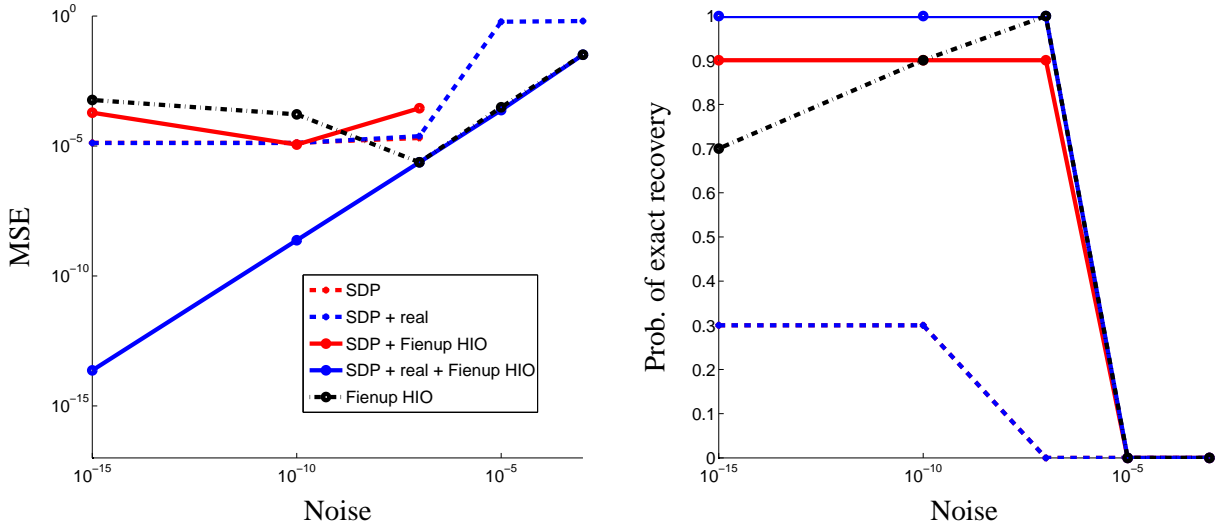 10^0
10^-5
10^-10
10^-15
MSE
SDP
SDP + real
SDP + Fienup HIO
SDP + real + Fienup HIO
Fienup HIO
10^-15
10^-10
10^-5
Noise
1
0.9
0.8
0.7
0.6
0.5
0.4
0.3
0.2
0.1
0
Prob. of exact recovery
10^-15
10^-10
10^-5
Noise